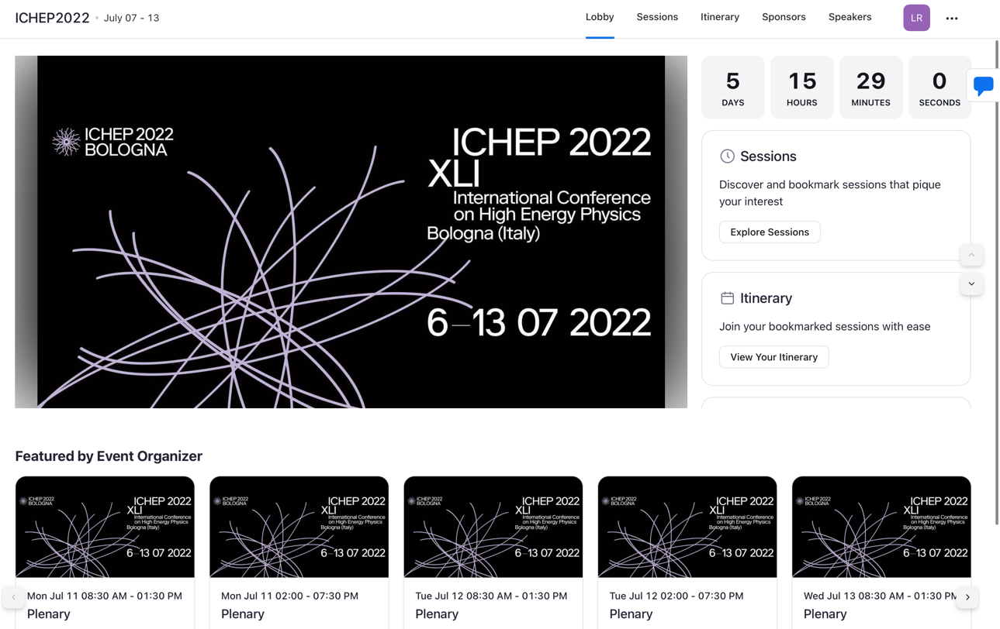 ICHEP2022 • July 07 - 13
Lobby
Sessions
Itinerary
Sponsors
Speakers
LR
ICHEP 2022
BOLOGNA
ICHEP 2022
XLI
International Conference
on High Energy Physics
Bologna (Italy)
6–13 07 2022
5
DAYS
15
HOURS
29
MINUTES
0
SECONDS
Sessions
Discover and bookmark sessions that pique
your interest
Explore Sessions
Itinerary
Join your bookmarked sessions with ease
View Your Itinerary
Featured by Event Organizer
ICHEP 2022
BOLOGNA
ICHEP 2022
XLI
International Conference
on High Energy Physics
Bologna (Italy)
6–13 07 2022
Mon Jul 11 08:30 AM - 01:30 PM
Plenary
ICHEP 2022
BOLOGNA
ICHEP 2022
XLI
International Conference
on High Energy Physics
Bologna (Italy)
6–13 07 2022
Mon Jul 11 02:00 - 07:30 PM
Plenary
ICHEP 2022
BOLOGNA
ICHEP 2022
XLI
International Conference
on High Energy Physics
Bologna (Italy)
6–13 07 2022
Tue Jul 12 08:30 AM - 01:30 PM
Plenary
ICHEP 2022
BOLOGNA
ICHEP 2022
XLI
International Conference
on High Energy Physics
Bologna (Italy)
6–13 07 2022
Tue Jul 12 02:00 - 07:30 PM
Plenary
ICHEP 2022
BOLOGNA
ICHEP 2022
XLI
International Conference
on High Energy Physics
Bologna (Italy)
6–13 07 2022
Wed Jul 13 08:30 AM - 01:30 PM
Plenary